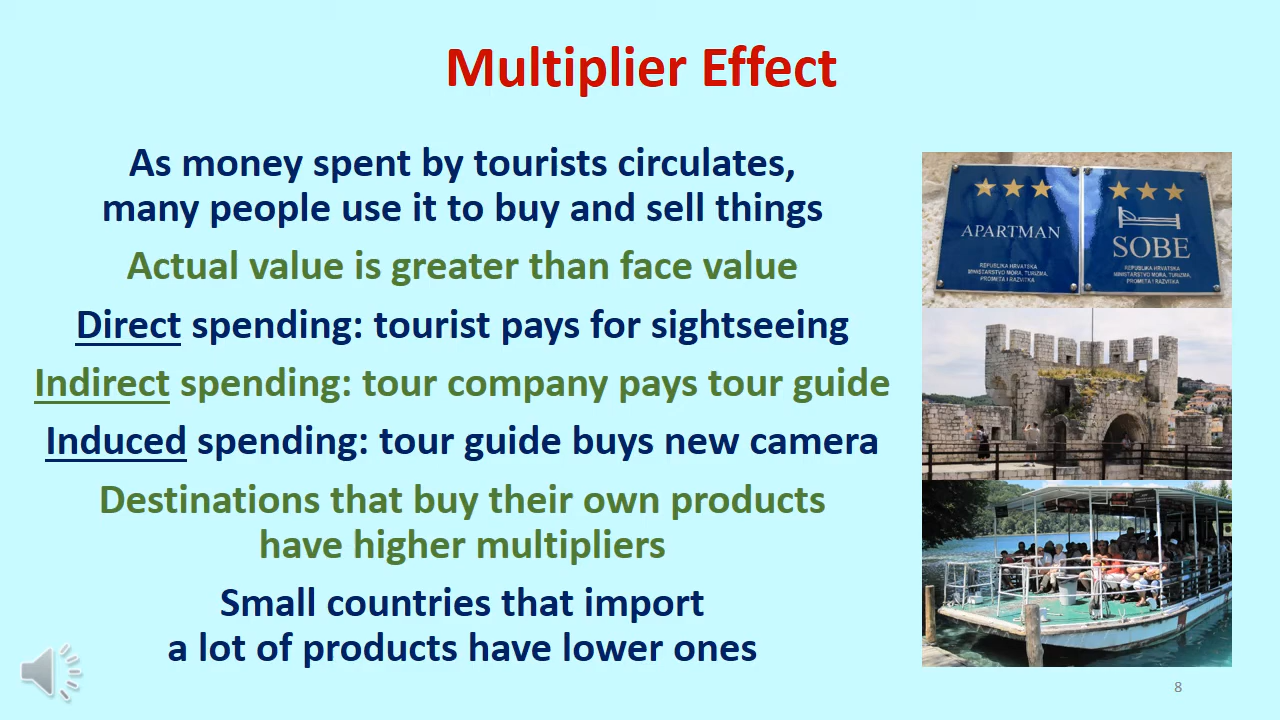 Multiplier Effect
As money spent by tourists circulates,
many people use it to buy and sell things
Actual value is greater than face value
Direct spending: tourist pays for sightseeing
Indirect spending: tour company pays tour guide
Induced spending: tour guide buys new camera
Destinations that buy their own products
have higher multipliers
Small countries that import
a lot of products have lower ones
APARTMAN
REPUBLIKA HRVATSKA
MINISTARSTVO MORA, TURIZMA,
PROMETA I RAZVITKA
SOBE
REPUBLIKA HRVATSKA
MINISTARSTVO MORA, TURIZMA,
PROMETA I RAZVITKA
8